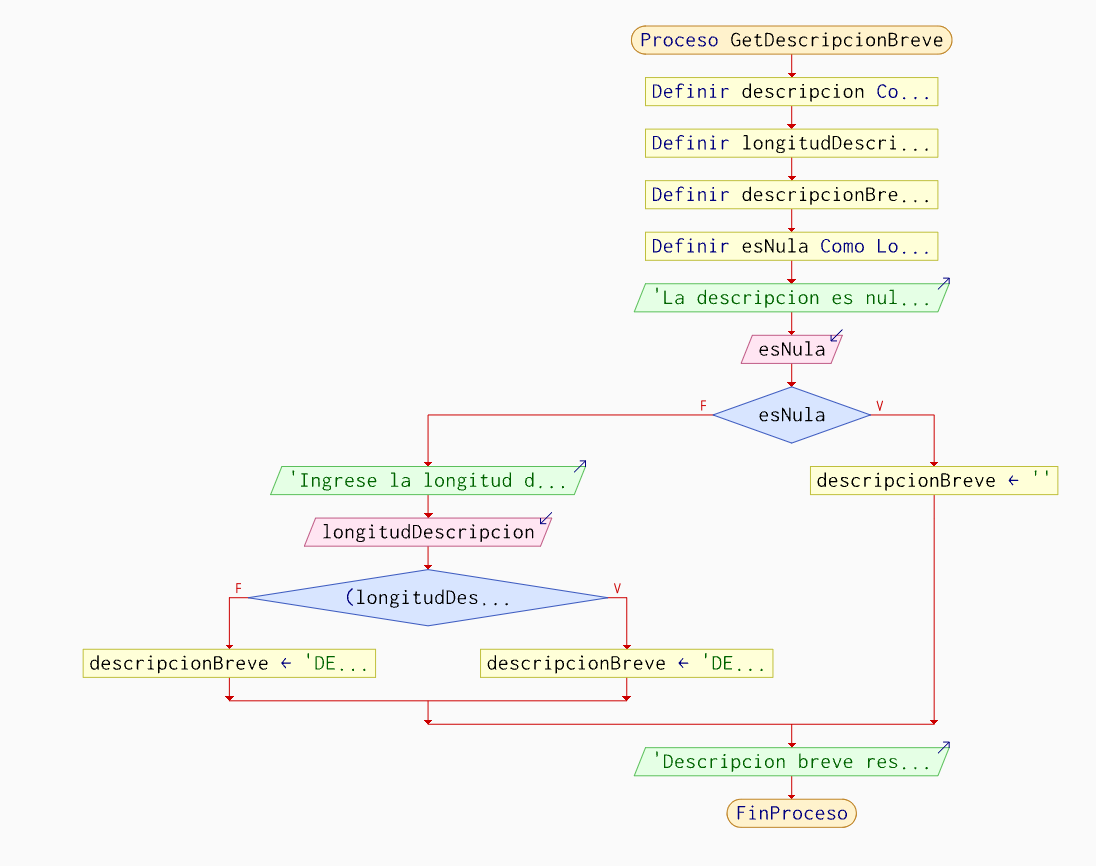 Proceso GetDescripcionBreve
Definir descripcion Co...
Definir longitudDescri...
Definir descripcionBre...
Definir esNula Como Lo...
'La descripcion es nul...
esNula
esNula
F
V
'Ingrese la longitud d...
descripcionBreve ← ''
longitudDescripcion
(longitudDes...
F
V
descripcionBreve ← 'DE...
descripcionBreve ← 'DE...
'Descripcion breve res...
FinProceso